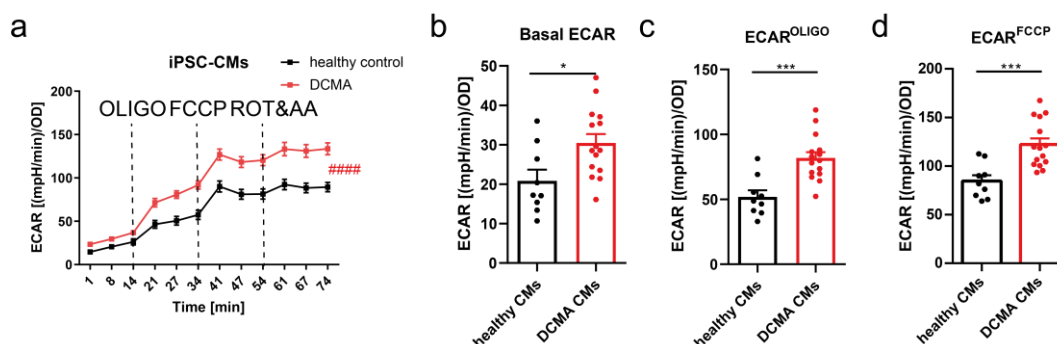 a
iPSC-CMs
healthy control
DCMA
OLIGO FCCP ROT&AA
ECAR [(mpH/min)/OD]
200
150
100
50
0
####
1 8 14 21 27 34 41 47 54 61 67 74
Time [min]
b
Basal ECAR
*
ECAR [(mpH/min)/OD]
50
40
30
20
10
0
healthy CMs
DCMA CMs
c
ECAR^OLIGO
***
ECAR [(mpH/min)/OD]
150
100
50
0
healthy CMs
DCMA CMs
d
ECAR^FCCP
***
ECAR [(mpH/min)/OD]
200
150
100
50
0
healthy CMs
DCMA CMs